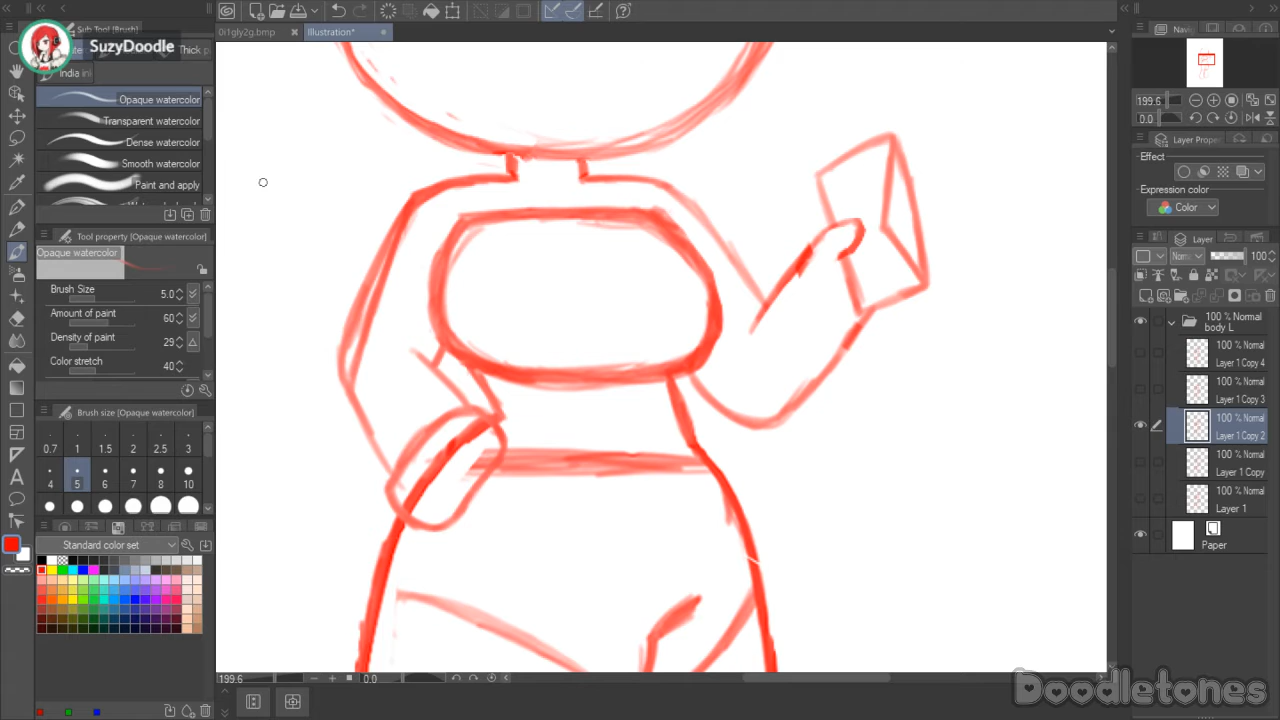 Sub Tool (Brush)
SuzyDoodle
Thick p
India in
Opaque watercolor
Transparent watercolor
Dense watercolor
Smooth watercolor
Paint and apply
Tool property [Opaque watercolor]
Opaque watercolor
Brush Size 5.0
Amount of paint 60
Density of paint 29
Color stretch 40
Brush size [Opaque watercolor]
0.7 1 1.5 2 2.5 3
4 5 6 7 8 10
Standard color set
0i1gly2g.bmp
Illustration*
199.6 0.0
Navi
199.6
0.0
Layer Proper
Effect
Expression color
Color
Layer
Norma 100
100 % Normal
body L
100 % Normal
Layer 1 Copy 4
100 % Normal
Layer 1 Copy 3
100 % Normal
Layer 1 Copy 2
100 % Normal
Layer 1 Copy
100 % Normal
Layer 1
Paper
Doodletones